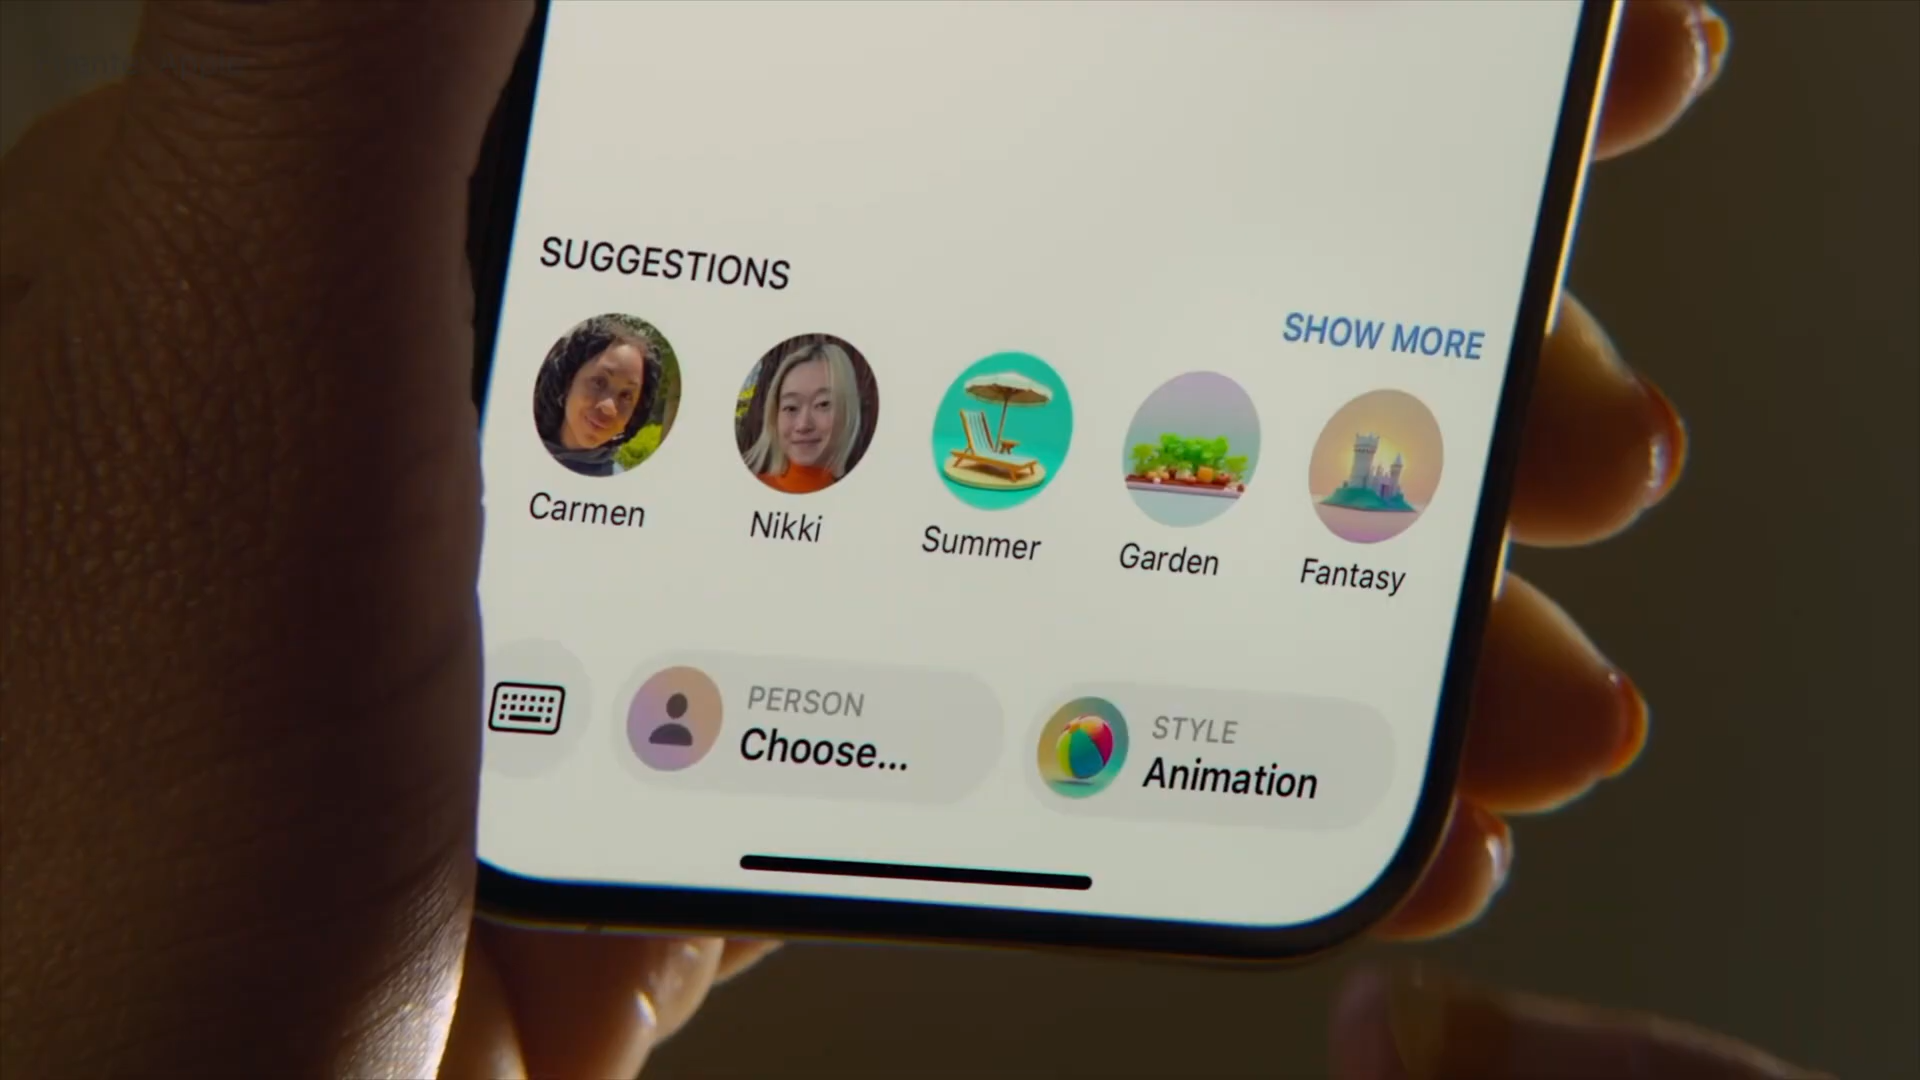 SUGGESTIONS
SHOW MORE
Carmen
Nikki
Summer
Garden
Fantasy
PERSON
Choose...
STYLE
Animation